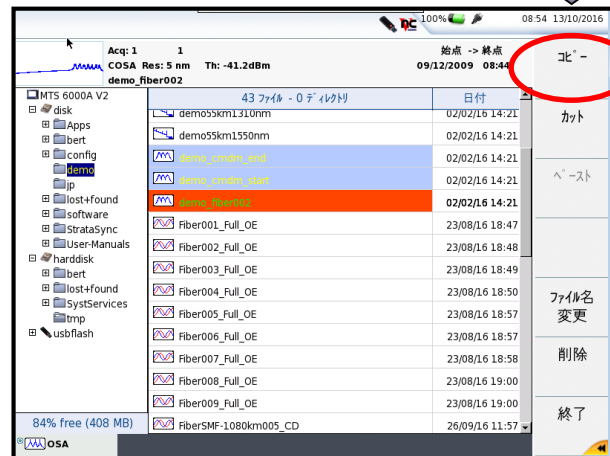 100%
08:54 13/10/2016
Acq: 1 1
COSA Res: 5 nm Th: -41.2dBm
demo_fiber002
始点 -> 終点
09/12/2009 08:44
ｺﾋﾟｰ
ｶｯﾄ
ﾍﾟｰｽﾄ
ﾌｧｲﾙ名
変更
削除
終了
MTS 6000A V2
disk
Apps
bert
config
demo
jp
lost+found
software
StrataSync
User-Manuals
harddisk
bert
lost+found
SystServices
tmp
usbflash
84% free (408 MB)
OSA
43 ﾌｧｲﾙ - 0 ﾃﾞｨﾚｸﾄﾘ 日付
demo55km1310nm 02/02/16 14:21
demo55km1550nm 02/02/16 14:21
demo_cmdm_end 02/02/16 14:21
demo_cmdm_start 02/02/16 14:21
demo_fiber002 02/02/16 14:21
Fiber001_Full_OE 23/08/16 18:47
Fiber002_Full_OE 23/08/16 18:48
Fiber003_Full_OE 23/08/16 18:49
Fiber004_Full_OE 23/08/16 18:50
Fiber005_Full_OE 23/08/16 18:57
Fiber006_Full_OE 23/08/16 18:57
Fiber007_Full_OE 23/08/16 18:58
Fiber008_Full_OE 23/08/16 19:00
Fiber009_Full_OE 23/08/16 19:00
FiberSMF-1080km005_CD 26/09/16 11:57